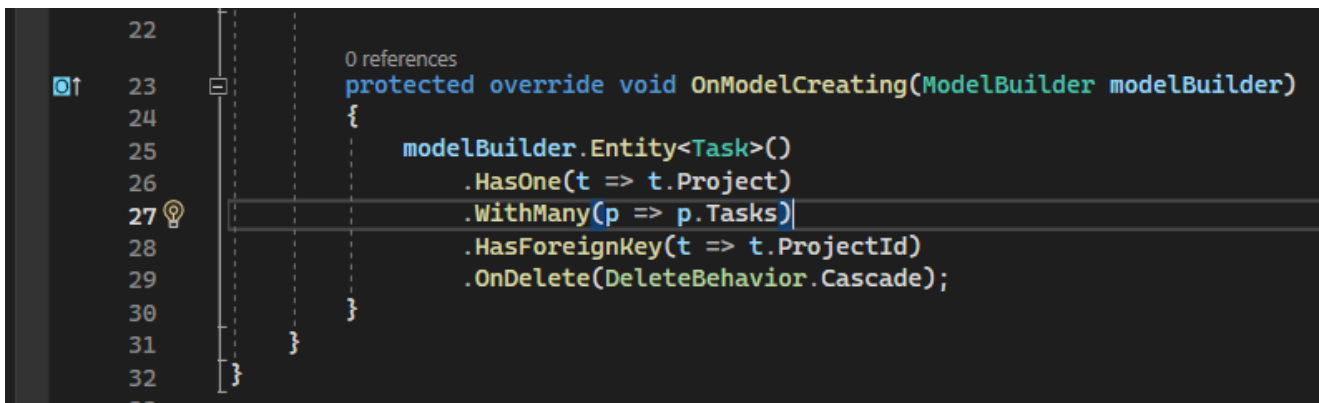 22
0 references
23 protected override void OnModelCreating(ModelBuilder modelBuilder)
24 {
25 modelBuilder.Entity<Task>()
26 .HasOne(t => t.Project)
27 .WithMany(p => p.Tasks)
28 .HasForeignKey(t => t.ProjectId)
29 .OnDelete(DeleteBehavior.Cascade);
30 }
31 }
32 }